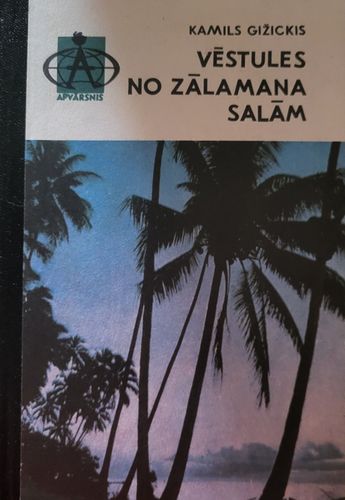 KAMILS GIŽICKIS
VĒSTULES
NO ZĀLAMANA
SALĀM
A
APVĀRSNIS